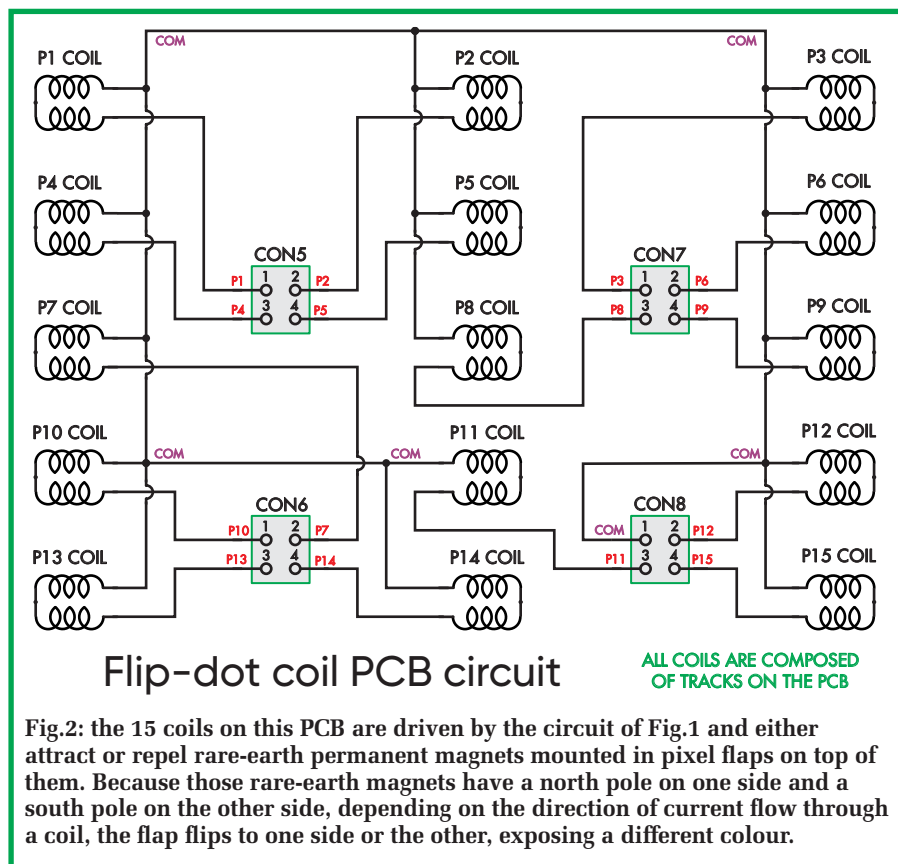 COM
COM
P1 COIL
P2 COIL
P3 COIL
P4 COIL
P5 COIL
P6 COIL
CON5
CON7
P1 1 2 P2
P4 3 4 P5
P3 1 2 P6
P8 3 4 P9
P7 COIL
P8 COIL
P9 COIL
P10 COIL
P11 COIL
P12 COIL
COM
COM
COM
CON6
CON8
P10 1 2 P7
P13 3 4 P14
COM 1 2 P12
P11 3 4 P15
P13 COIL
P14 COIL
P15 COIL
Flip-dot coil PCB circuit
ALL COILS ARE COMPOSED
OF TRACKS ON THE PCB
Fig.2: the 15 coils on this PCB are driven by the circuit of Fig.1 and either
attract or repel rare-earth permanent magnets mounted in pixel flaps on top of
them. Because those rare-earth magnets have a north pole on one side and a
south pole on the other side, depending on the direction of current flow through
a coil, the flap flips to one side or the other, exposing a different colour.